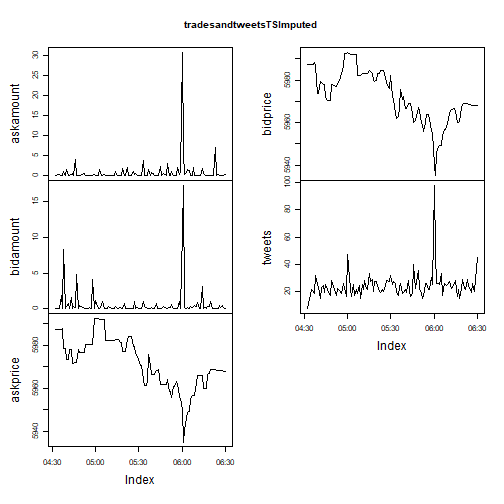 tradesandtweetsTSImputed
askamount
0 5 10 15 20 25 30
bidamount
0 5 10 15
askprice
5940 5960 5980
04:30 05:00 05:30 06:00 06:30
Index
bidprice
5940 5960 5980
tweets
20 40 60 80 100
04:30 05:00 05:30 06:00 06:30
Index